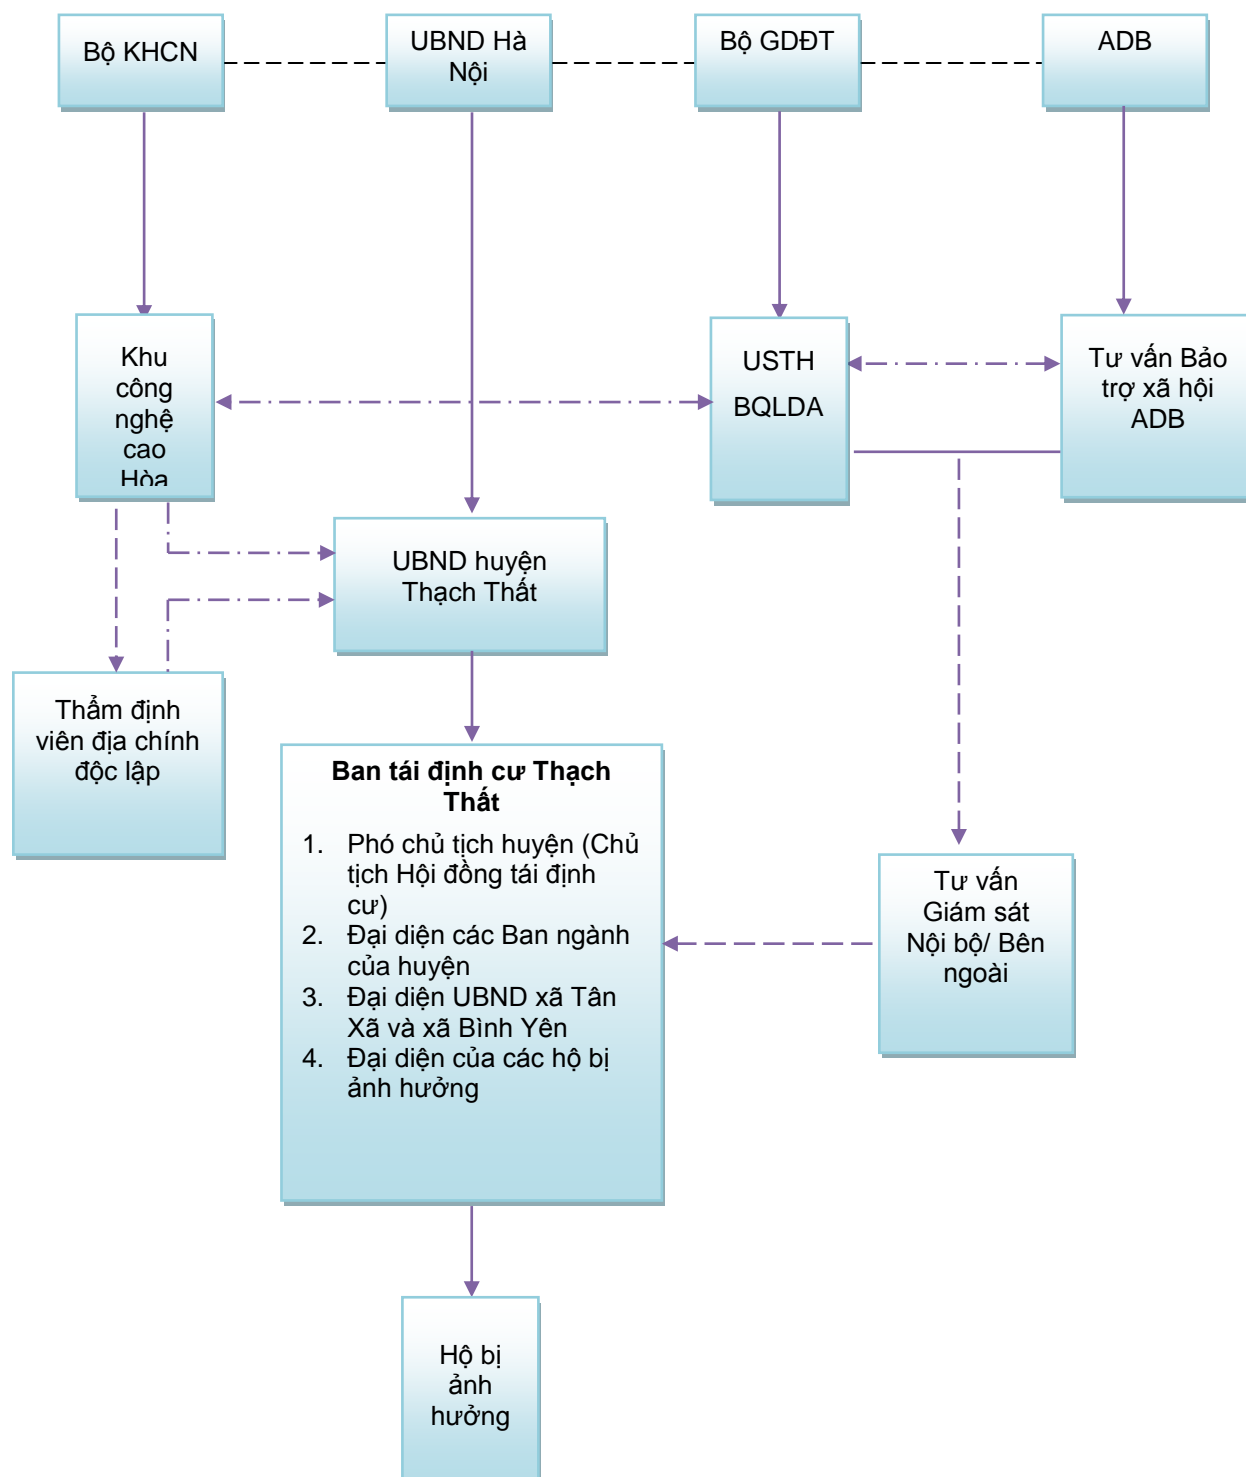 Bộ KHCN
UBND Hà
Nội
Bộ GDĐT
ADB
Khu
công
nghệ
cao
Hòa
USTH
BQLDA
Tư vấn Bảo
trợ xã hội
ADB
UBND huyện
Thạch Thất
Thẩm định
viên địa chính
độc lập
Ban tái định cư Thạch
Thất
1. Phó chủ tịch huyện (Chủ
tịch Hội đồng tái định
cư)
2. Đại diện các Ban ngành
của huyện
3. Đại diện UBND xã Tân
Xã và xã Bình Yên
4. Đại diện của các hộ bị
ảnh hưởng
Tư vấn
Giám sát
Nội bộ/ Bên
ngoài
Hộ bị
ảnh
hưởng